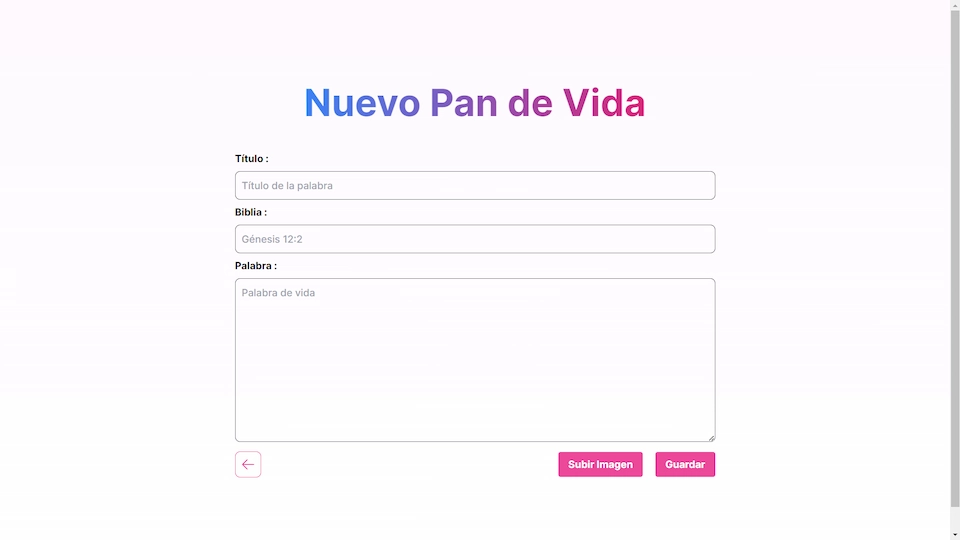 Nuevo Pan de Vida
Título :
Título de la palabra
Biblia :
Génesis 12:2
Palabra :
Palabra de vida
Subir Imagen
Guardar